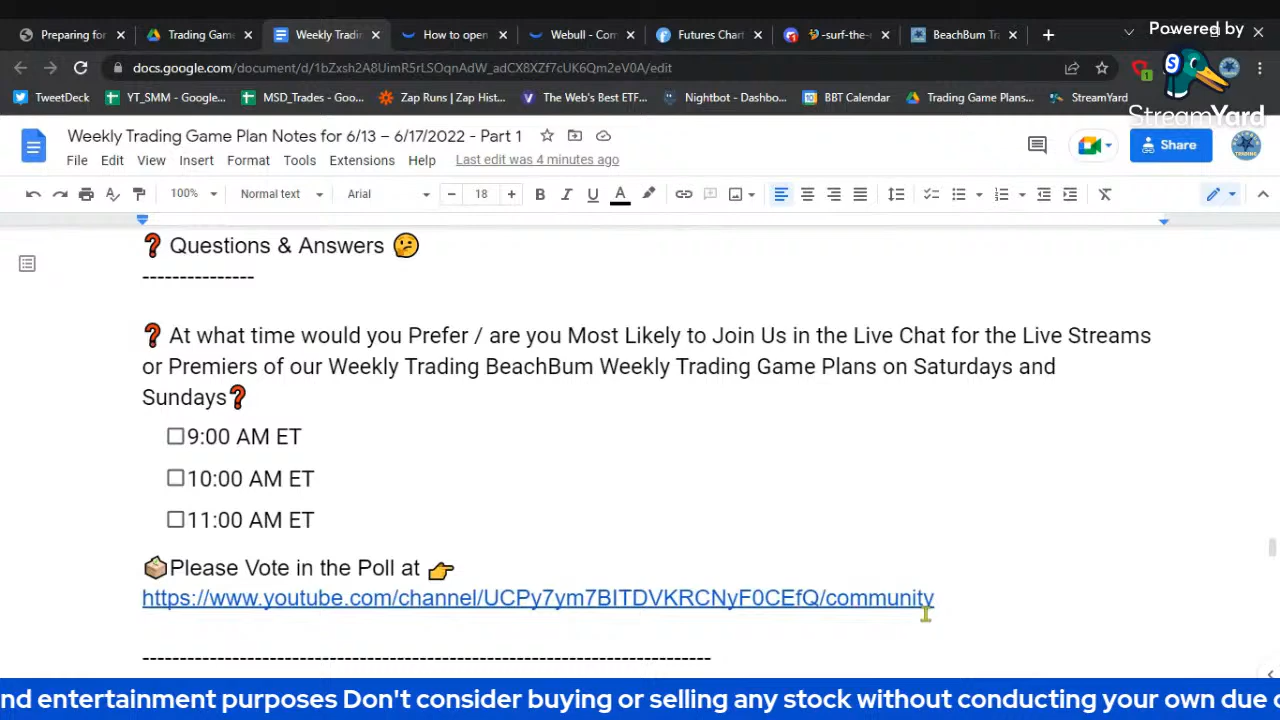 Preparing for
Trading Game
Weekly Tradin
How to open
Webull - Com
Futures Chart
-surf-the-
BeachBum Tra
Powered by
docs.google.com/document/d/1bZxsh2A8UimR5rLSOqnAdW_adCX8XZf7cUK6Qm2eV0A/edit
TweetDeck
YT_SMM - Google...
MSD_Trades - Goo...
Zap Runs | Zap Hist...
The Web's Best ETF...
Nightbot - Dashbo...
BBT Calendar
Trading Game Plans...
StreamYard
StreamYard
Weekly Trading Game Plan Notes for 6/13 – 6/17/2022 - Part 1
Share
File Edit View Insert Format Tools Extensions Help Last edit was 4 minutes ago
100% Normal text Arial 18 B I U A
❓ Questions & Answers 🤔
---------------
❓ At what time would you Prefer / are you Most Likely to Join Us in the Live Chat for the Live Streams
or Premiers of our Weekly Trading BeachBum Weekly Trading Game Plans on Saturdays and
Sundays❓
☐9:00 AM ET
☐10:00 AM ET
☐11:00 AM ET
🗳Please Vote in the Poll at 👉
https://www.youtube.com/channel/UCPy7ym7BITDVKRCNyF0CEfQ/community
----------------------------------------------------------------------------
nd entertainment purposes Don't consider buying or selling any stock without conducting your own due